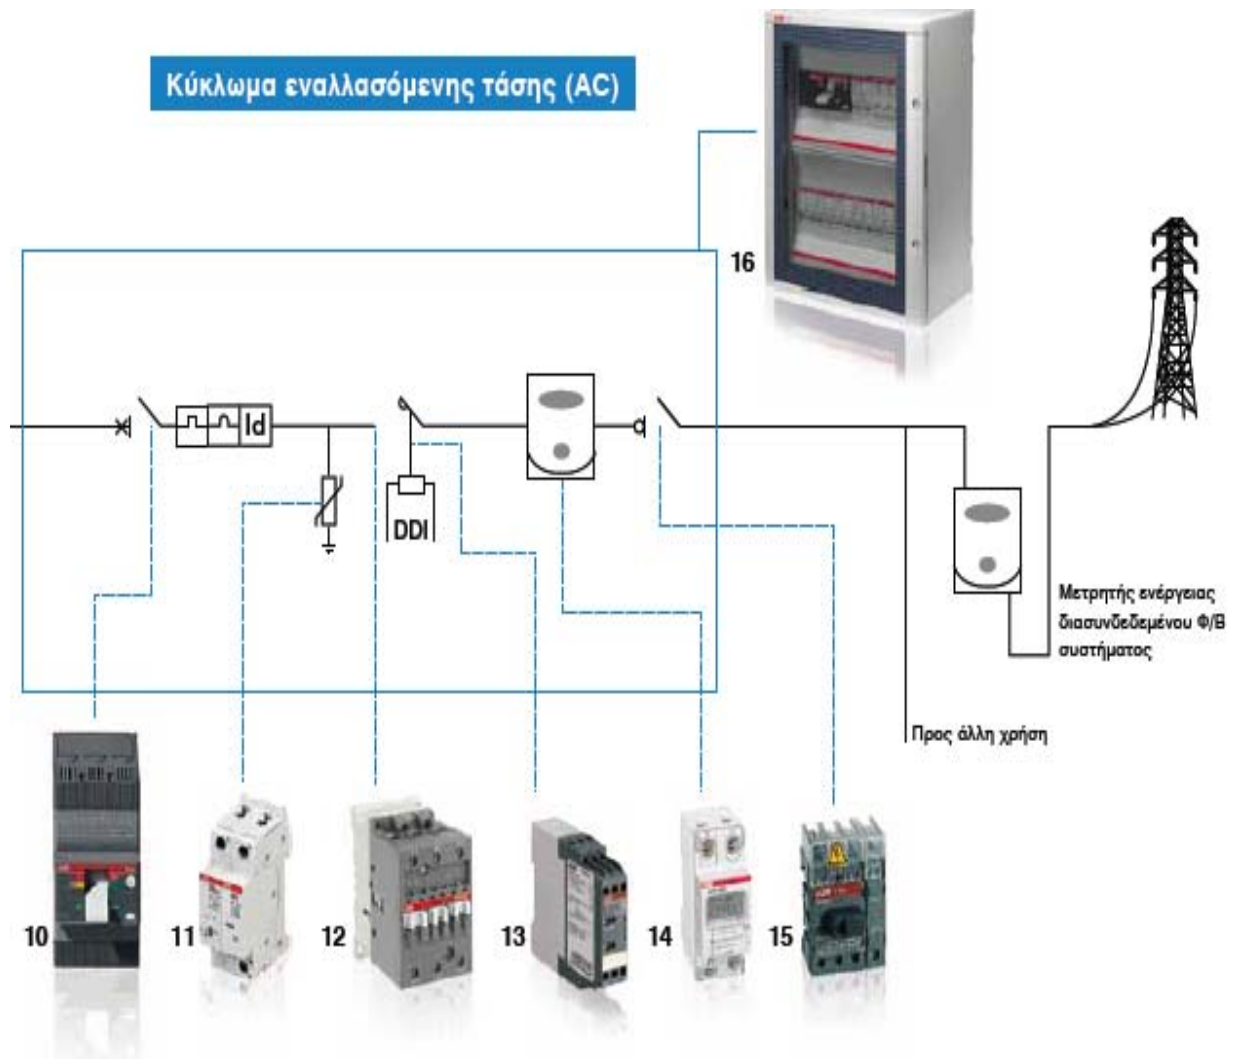 Κύκλωμα εναλλασόμενης τάσης (AC)
16
Id
DDI
Μετρητής ενέργειας
διασυνδεδεμένου Φ/Β
συστήματος
Προς άλλη χρήση
10
11
12
13
14
15